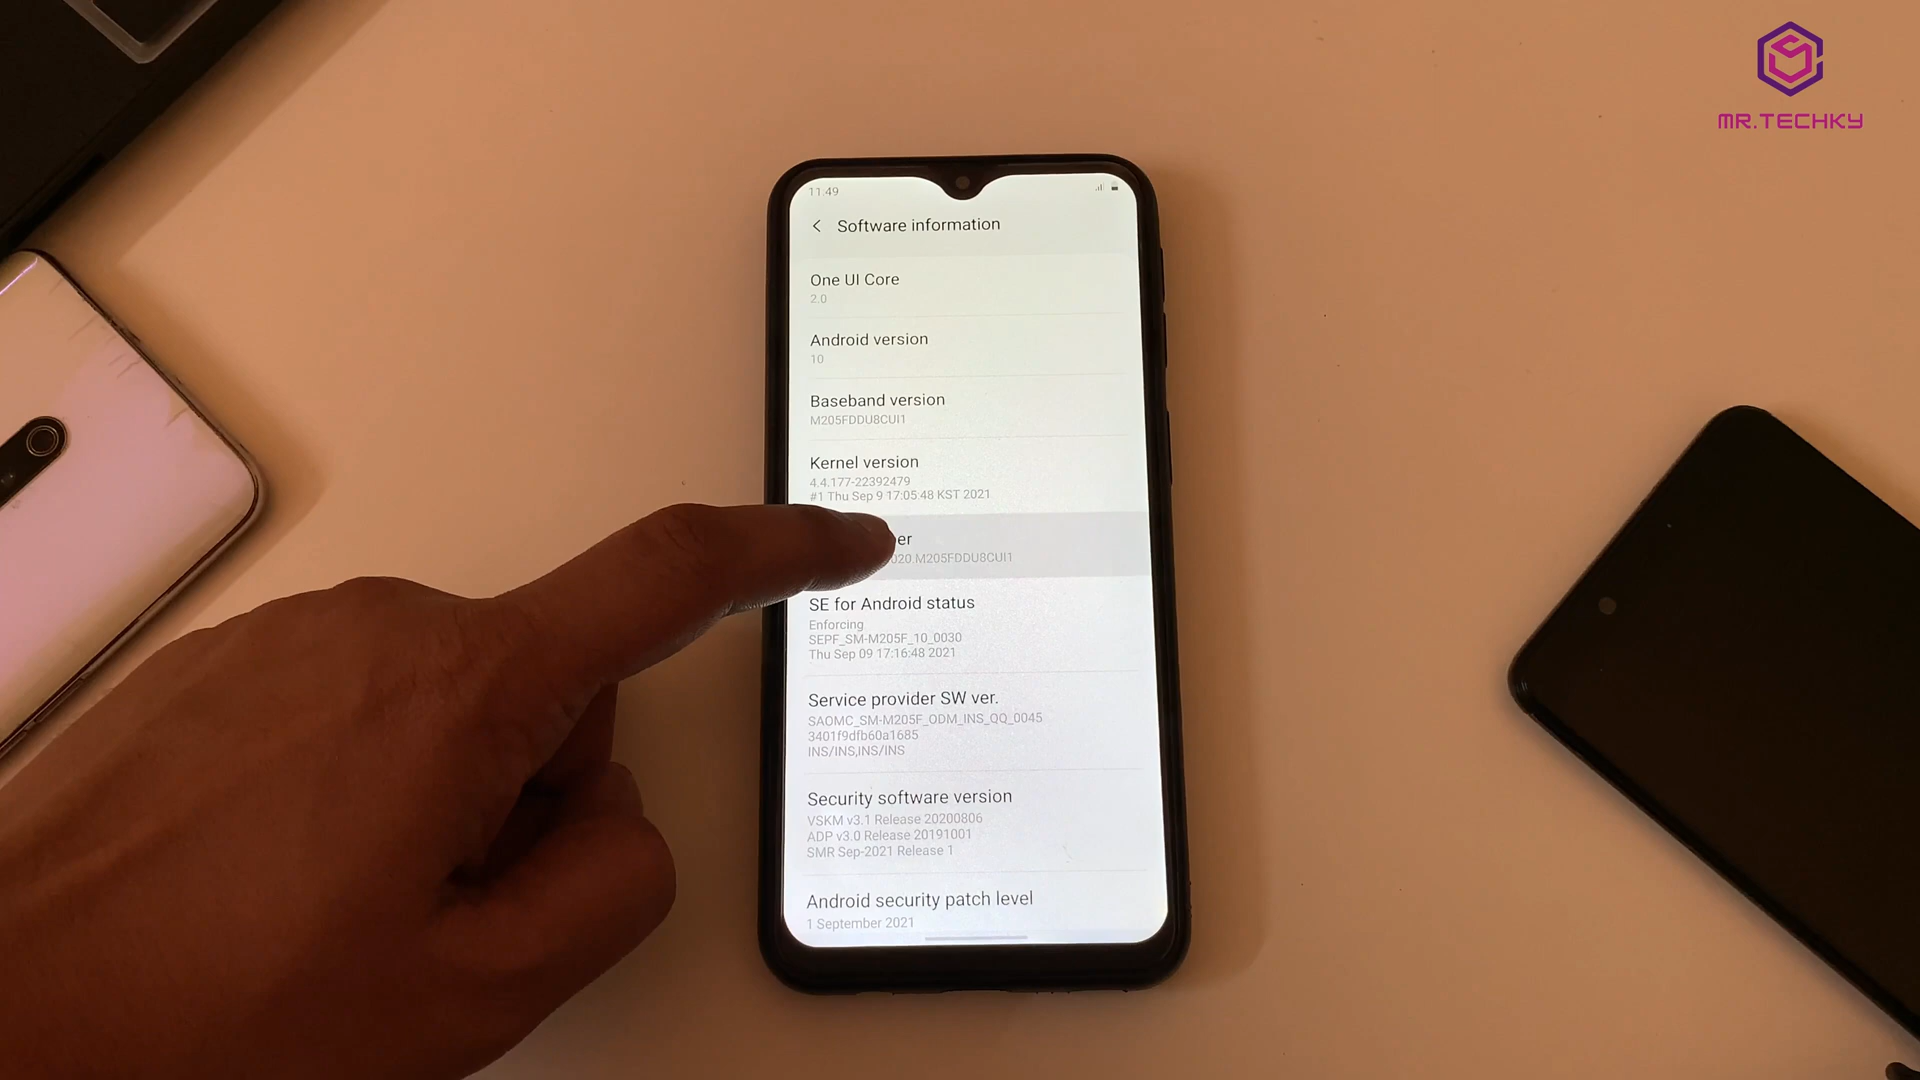 MR.TECHKY
11:49
Software information
One UI Core
2.0
Android version
10
Baseband version
M205FDDU8CUI1
Kernel version
4.4.177-22392479
#1 Thu Sep 9 17:05:48 KST 2021
er
020.M205FDDU8CUI1
SE for Android status
Enforcing
SEPF_SM-M205F_10_0030
Thu Sep 09 17:16:48 2021
Service provider SW ver.
SAOMC_SM-M205F_ODM_INS_QQ_0045
3401f9dfb60a1685
INS/INS,INS/INS
Security software version
VSKM v3.1 Release 20200806
ADP v3.0 Release 20191001
SMR Sep-2021 Release 1
Android security patch level
1 September 2021